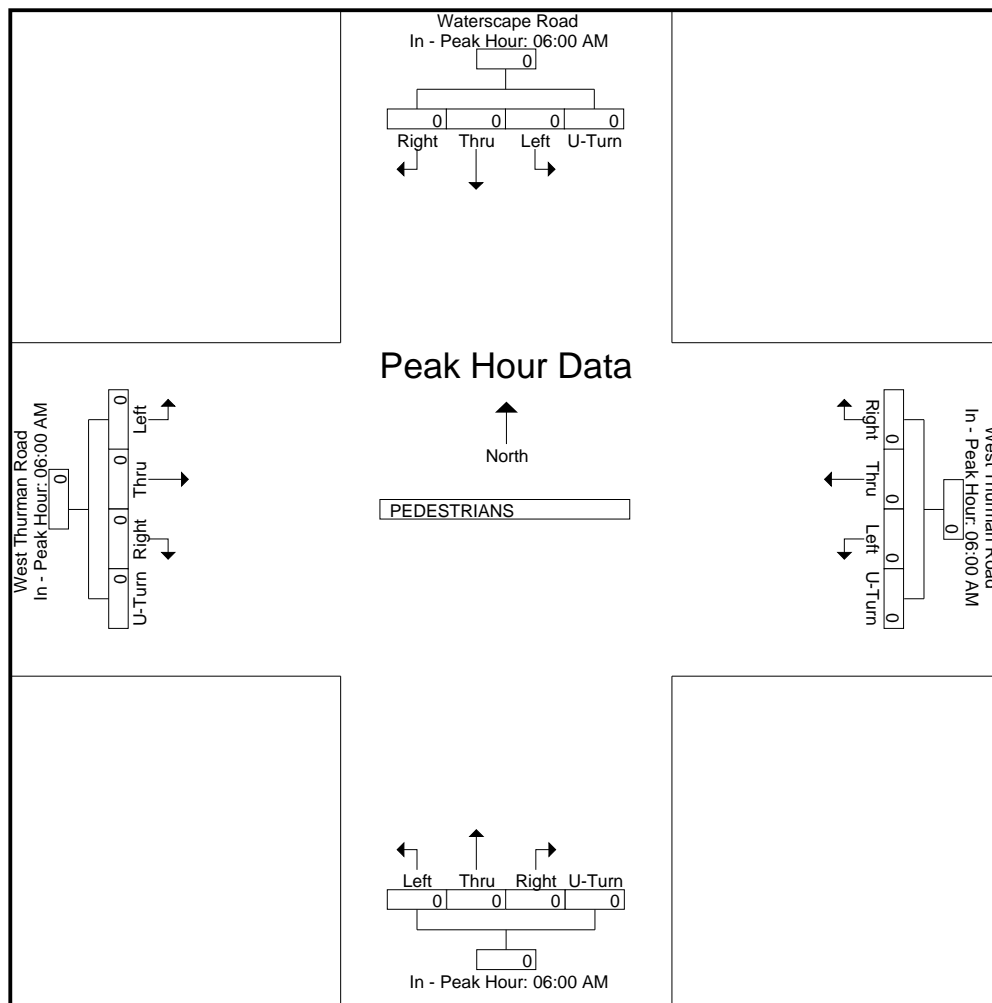 Waterscape Road
In - Peak Hour: 06:00 AM
0
0 0 0 0
Right Thru Left U-Turn
Peak Hour Data
North
PEDESTRIANS
West Thurman Road
In - Peak Hour: 06:00 AM
0
0 0 0 0
Left Thru Right U-Turn
West Thurman Road
In - Peak Hour: 06:00 AM
0
0 0 0 0
Right Thru Left U-Turn
Left Thru Right U-Turn
0 0 0 0
0
In - Peak Hour: 06:00 AM